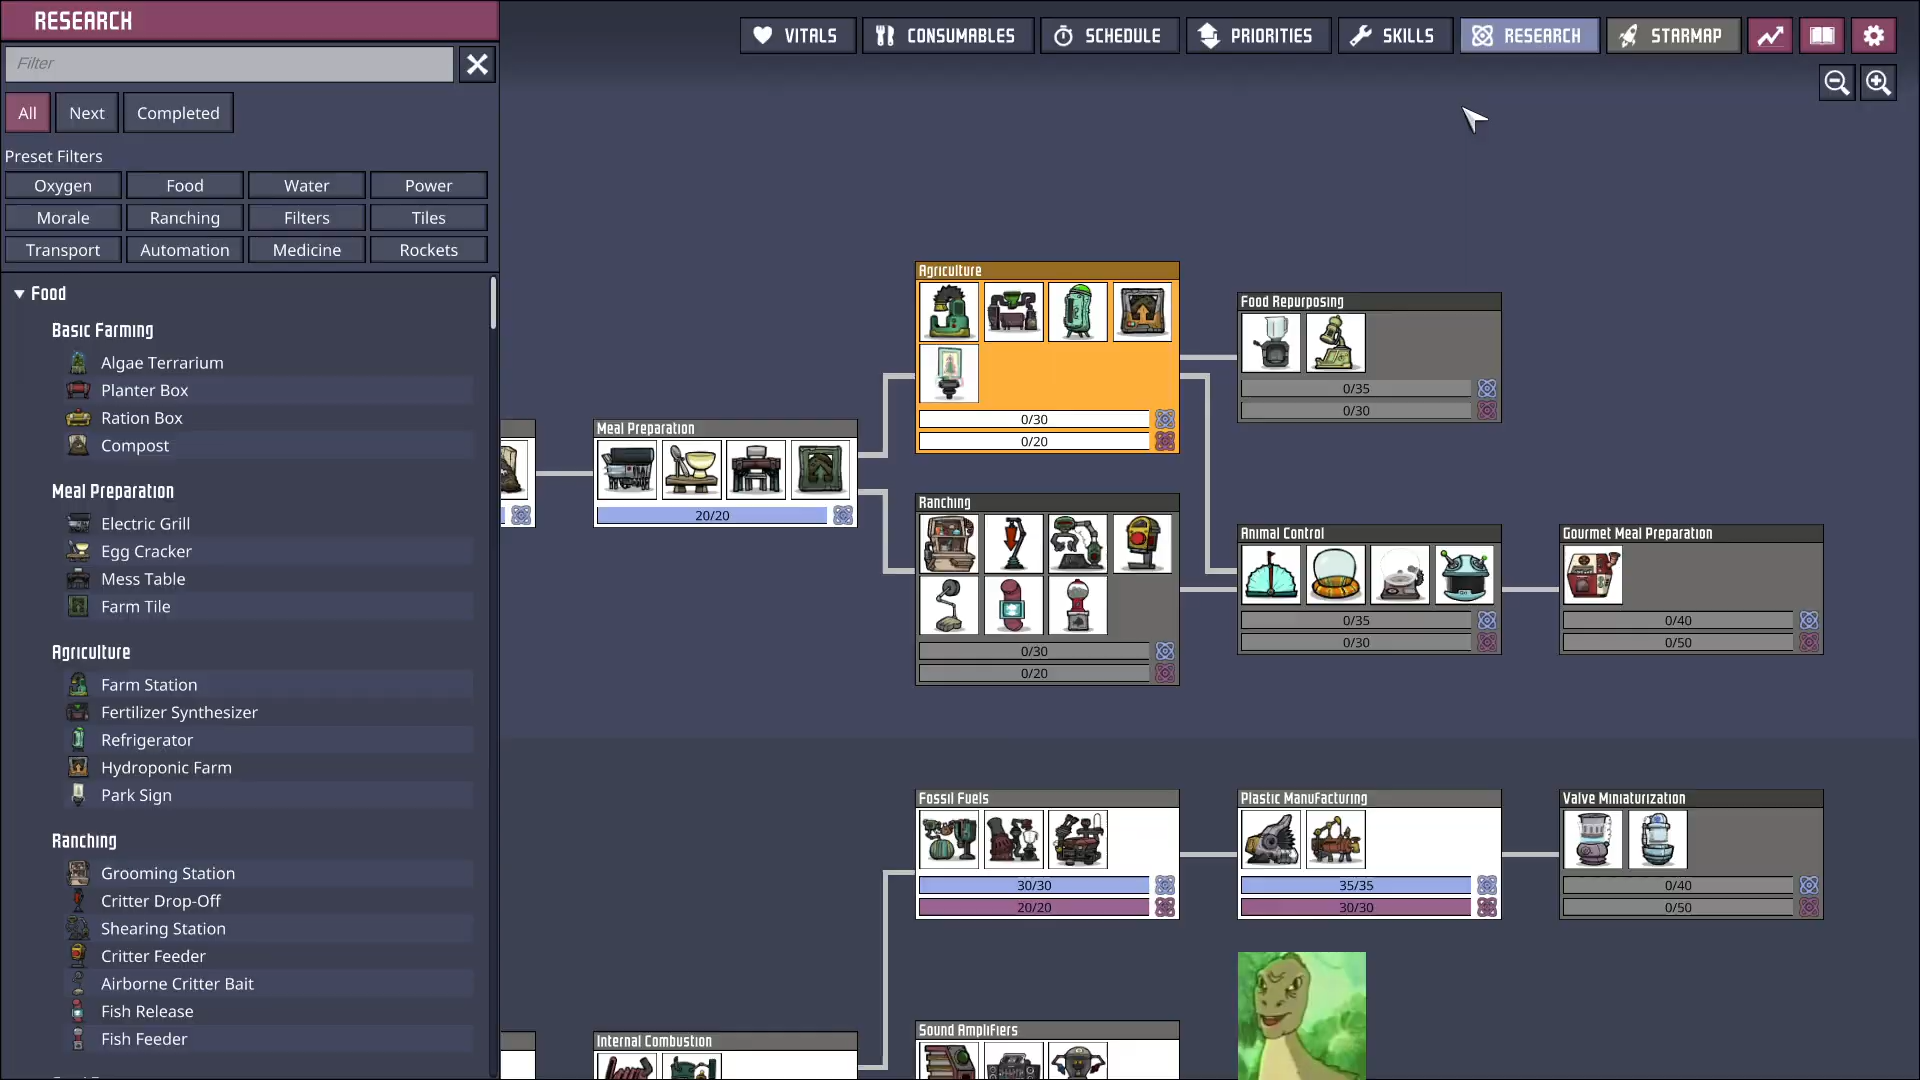 RESEARCH
VITALS
CONSUMABLES
SCHEDULE
PRIORITIES
SKILLS
RESEARCH
STARMAP
Filter
All
Next
Completed
Preset Filters
Oxygen
Food
Water
Power
Morale
Ranching
Filters
Tiles
Transport
Automation
Medicine
Rockets
Food
Basic Farming
Algae Terrarium
Planter Box
Ration Box
Compost
Meal Preparation
Electric Grill
Egg Cracker
Mess Table
Farm Tile
Agriculture
Farm Station
Fertilizer Synthesizer
Refrigerator
Hydroponic Farm
Park Sign
Ranching
Grooming Station
Critter Drop-Off
Shearing Station
Critter Feeder
Airborne Critter Bait
Fish Release
Fish Feeder
Meal Preparation
20/20
Agriculture
0/30
0/20
Food Repurposing
0/35
0/30
Ranching
0/30
0/20
Animal Control
0/35
0/30
Gourmet Meal Preparation
0/40
0/50
Fossil Fuels
30/30
20/20
Plastic Manufacturing
35/35
30/30
Valve Miniaturization
0/40
0/50
Internal Combustion
Sound Amplifiers